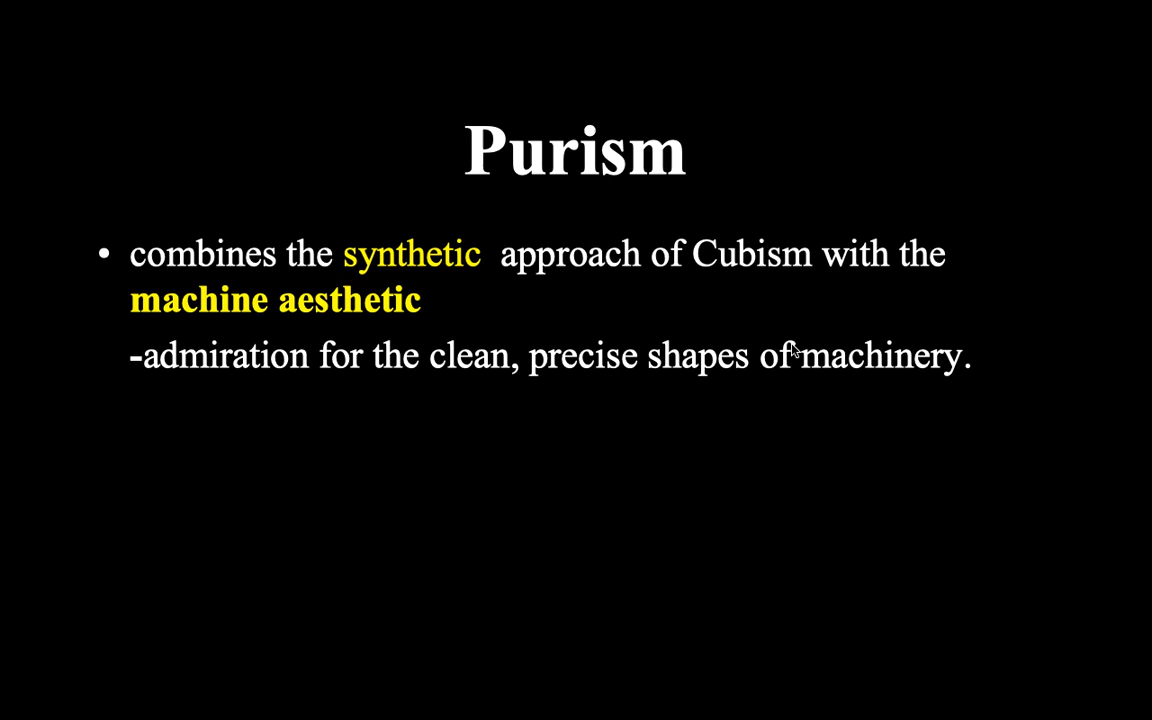 Purism
• combines the synthetic approach of Cubism with the
machine aesthetic
-admiration for the clean, precise shapes of machinery.